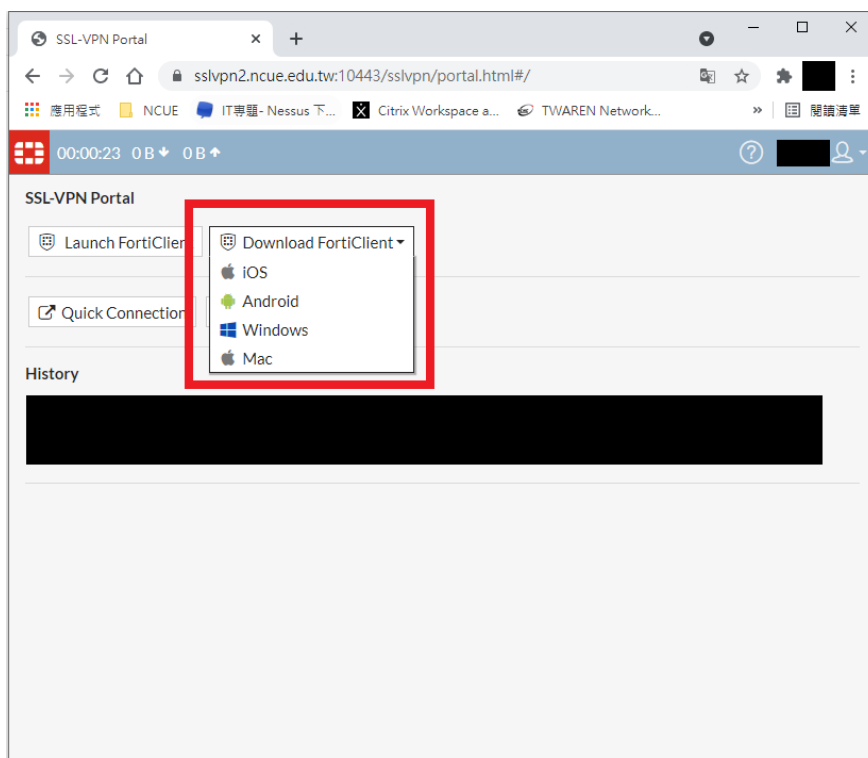 SSL-VPN Portal
sslvpn2.ncue.edu.tw:10443/sslvpn/portal.html#/
應用程式 NCUE IT專題- Nessus 下... Citrix Workspace a... TWAREN Network... » 閱讀清單
00:00:23 0 B 0 B
SSL-VPN Portal
Launch FortiClien Download FortiClient
iOS
Android
Windows
Mac
Quick Connection
History